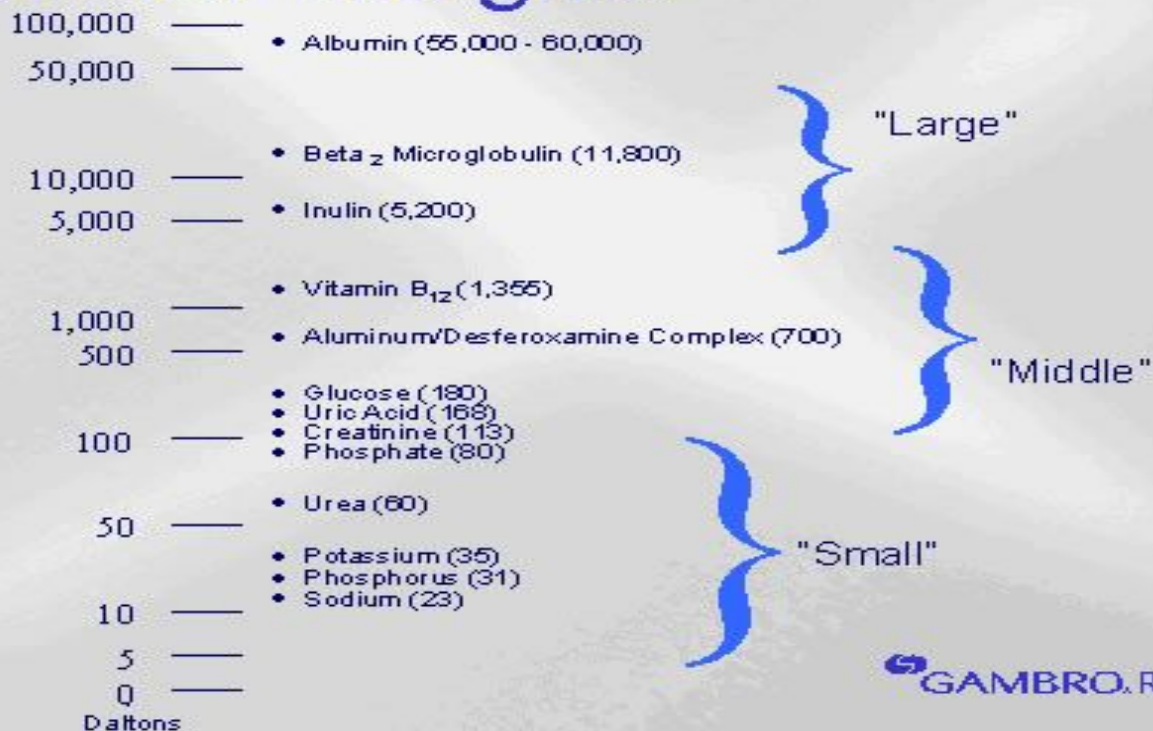 100,000
• Albumin (55,000 - 60,000)
50,000
"Large"
• Beta 2 Microglobulin (11,800)
10,000
• Inulin (5,200)
5,000
• Vitamin B12 (1,355)
1,000
• Aluminum/Desferoxamine Complex (700)
500
"Middle"
• Glucose (180)
• Uric Acid (168)
• Creatinine (113)
100
• Phosphate (80)
• Urea (60)
50
"Small"
• Potassium (35)
• Phosphorus (31)
• Sodium (23)
10
5
GAMBRO. R
0
Daltons